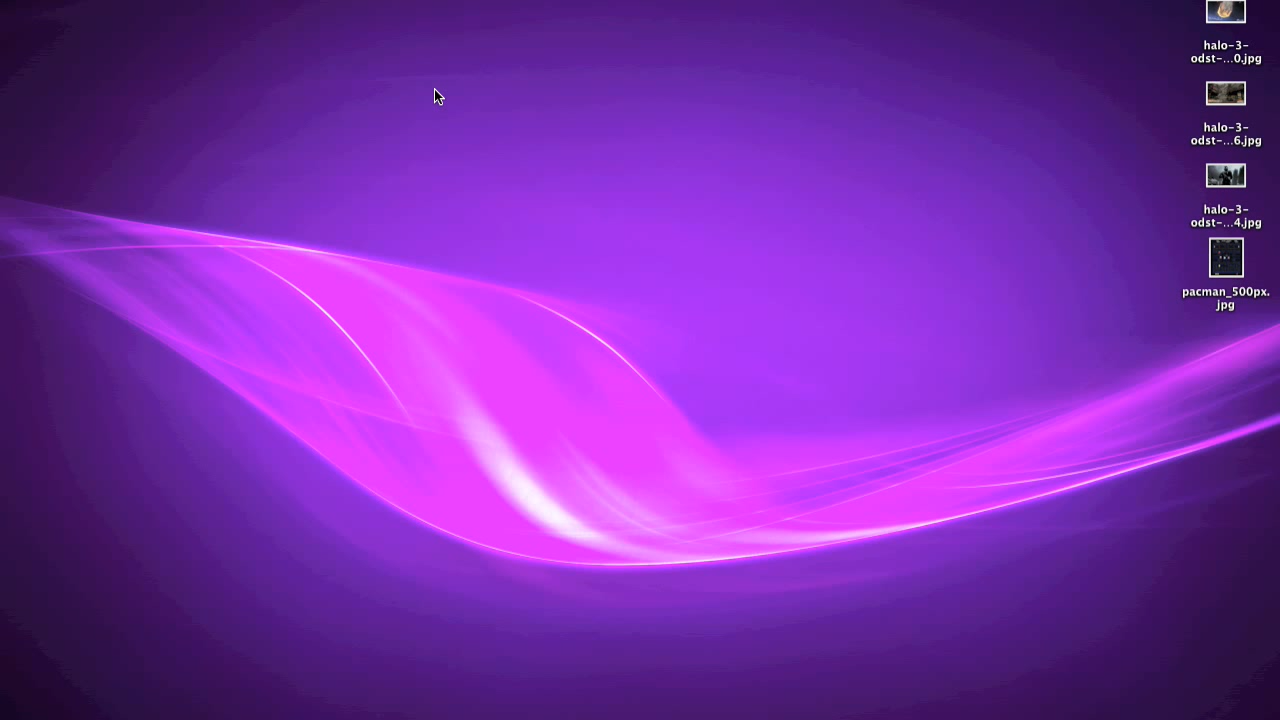 halo-3-
odst-...0.jpg
halo-3-
odst-...6.jpg
halo-3-
odst-...4.jpg
pacman_500px.
jpg